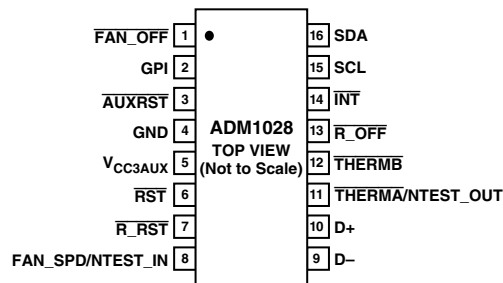 FAN_OFF 1
GPI 2
AUXRST 3
GND 4
VCC3AUX 5
RST 6
R_RST 7
FAN_SPD/NTEST_IN 8
ADM1028
TOP VIEW
(Not to Scale)
16 SDA
15 SCL
14 INT
13 R_OFF
12 THERMB
11 THERMA/NTEST_OUT
10 D+
9 D–